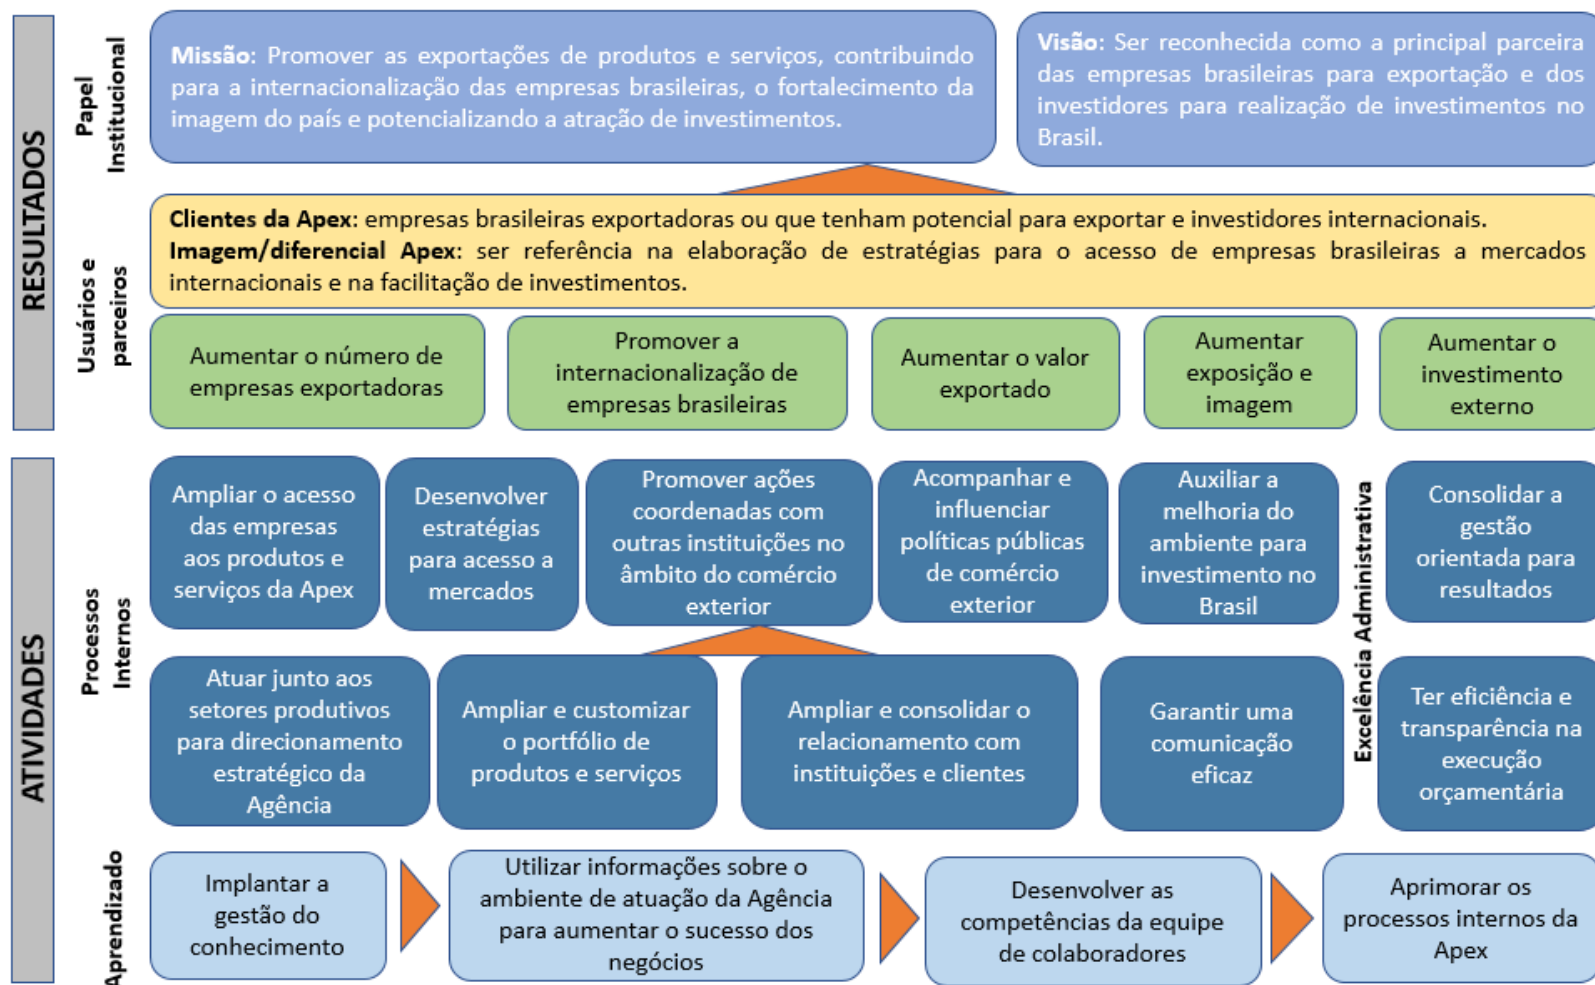 RESULTADOS
Papel
Institucional
Missão: Promover as exportações de produtos e serviços, contribuindo
para a internacionalização das empresas brasileiras, o fortalecimento da
imagem do país e potencializando a atração de investimentos.
Visão: Ser reconhecida como a principal parceira
das empresas brasileiras para exportação e dos
investidores para realização de investimentos no
Brasil.
Usuários e
parceiros
Clientes da Apex: empresas brasileiras exportadoras ou que tenham potencial para exportar e investidores internacionais.
Imagem/diferencial Apex: ser referência na elaboração de estratégias para o acesso de empresas brasileiras a mercados
internacionais e na facilitação de investimentos.
Aumentar o número de
empresas exportadoras
Promover a
internacionalização de
empresas brasileiras
Aumentar o valor
exportado
Aumentar
exposição e
imagem
Aumentar o
investimento
externo
ATIVIDADES
Processos
Internos
Ampliar o acesso
das empresas
aos produtos e
serviços da Apex
Desenvolver
estratégias
para acesso a
mercados
Promover ações
coordenadas com
outras instituições no
âmbito do comércio
exterior
Acompanhar e
influenciar
políticas públicas
de comércio
exterior
Auxiliar a
melhoria do
ambiente para
investimento no
Brasil
Excelência Administrativa
Consolidar a
gestão
orientada para
resultados
Atuar junto aos
setores produtivos
para direcionamento
estratégico da
Agência
Ampliar e customizar
o portfólio de
produtos e serviços
Ampliar e consolidar o
relacionamento com
instituições e clientes
Garantir uma
comunicação
eficaz
Ter eficiência e
transparência na
execução
orçamentária
Aprendizado
Implantar a
gestão do
conhecimento
Utilizar informações sobre o
ambiente de atuação da Agência
para aumentar o sucesso dos
negócios
Desenvolver as
competências da equipe
de colaboradores
Aprimorar os
processos internos da
Apex